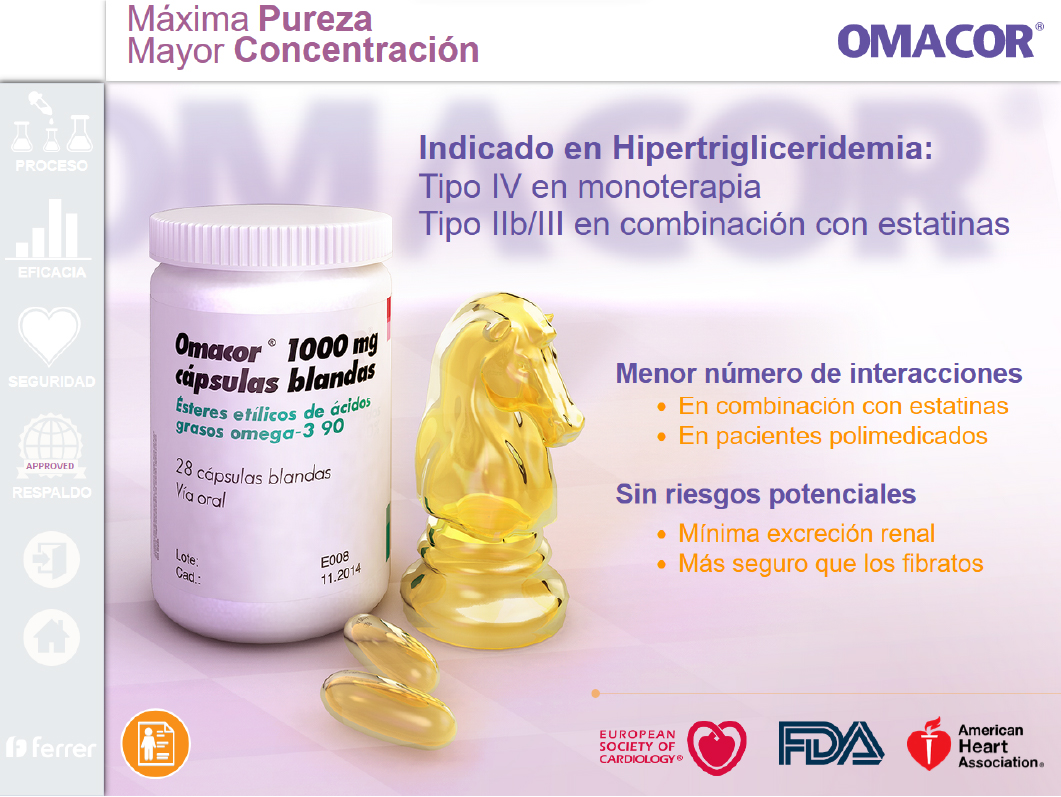 Máxima Pureza
Mayor Concentración
OMACOR®
OMACOR
PROCESO
EFICACIA
SEGURIDAD
APPROVED
RESPALDO
ferrer
Indicado en Hipertrigliceridemia:
Tipo IV en monoterapia
Tipo IIb/III en combinación con estatinas
Omacor® 1000 mg
cápsulas blandas
Ésteres etílicos de ácidos
grasos omega-3 90
28 cápsulas blandas
Vía oral
Lote: E008
Cad.: 11.2014
Menor número de interacciones
• En combinación con estatinas
• En pacientes polimedicados
Sin riesgos potenciales
• Mínima excreción renal
• Más seguro que los fibratos
EUROPEAN
SOCIETY OF
CARDIOLOGY®
FDA
American
Heart
Association®